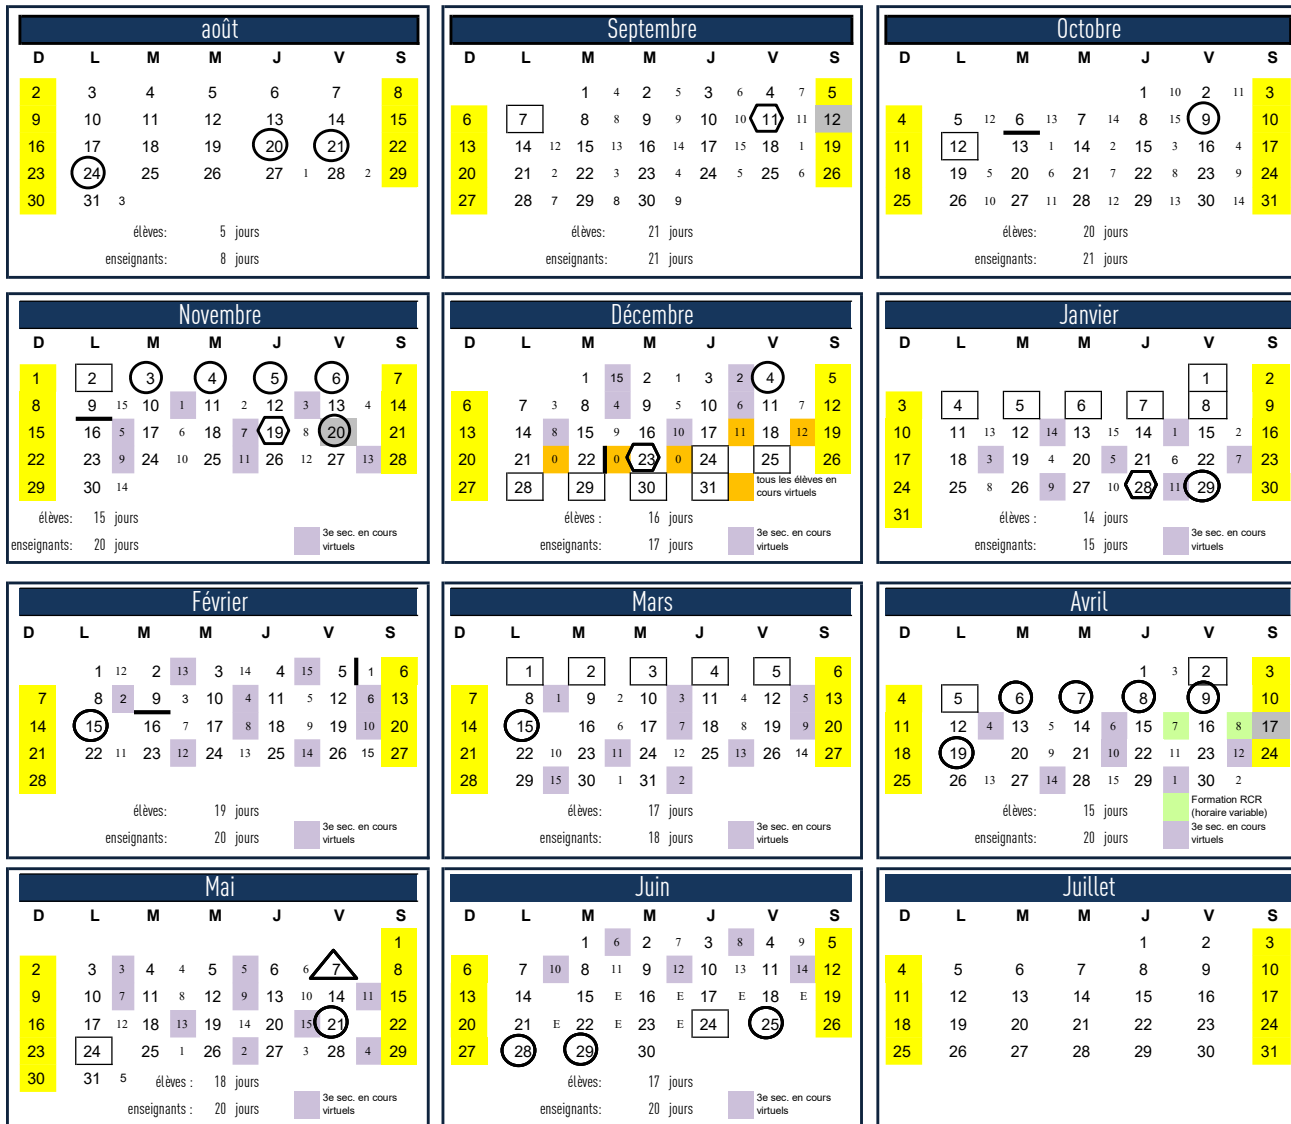 août
D L M M J V S
2 3 4 5 6 7 8
9 10 11 12 13 14 15
16 17 18 19 20 21 22
23 24 25 26 27 1 28 2 29
30 31 3
élèves: 5 jours
enseignants: 8 jours
Septembre
D L M M J V S
1 4 2 5 3 6 4 7 5
6 7 8 8 9 9 10 10 11 11 12
13 14 12 15 13 16 14 17 15 18 1 19
20 21 2 22 3 23 4 24 5 25 6 26
27 28 7 29 8 30 9
élèves: 21 jours
enseignants: 21 jours
Octobre
D L M M J V S
1 10 2 11 3
4 5 12 6 13 7 14 8 15 9 10
11 12 13 1 14 2 15 3 16 4 17
18 19 5 20 6 21 7 22 8 23 9 24
25 26 10 27 11 28 12 29 13 30 14 31
élèves: 20 jours
enseignants: 21 jours
Novembre
D L M M J V S
1 2 3 4 5 6 7
8 9 15 10 1 11 2 12 3 13 4 14
15 16 5 17 6 18 7 19 8 20 21
22 23 9 24 10 25 11 26 12 27 13 28
29 30 14
élèves: 15 jours
enseignants: 20 jours
3e sec. en cours
virtuels
Décembre
D L M M J V S
1 15 2 1 3 2 4 5
6 7 3 8 4 9 5 10 6 11 7 12
13 14 8 15 9 16 10 17 11 18 12 19
20 21 0 22 0 23 0 24 25 26
27 28 29 30 31
tous les élèves en
cours virtuels
élèves : 16 jours
enseignants: 17 jours
3e sec. en cours
virtuels
Janvier
D L M M J V S
1 2
3 4 5 6 7 8 9
10 11 13 12 14 13 15 14 1 15 2 16
17 18 3 19 4 20 5 21 6 22 7 23
24 25 8 26 9 27 10 28 11 29 30
31
élèves: 14 jours
enseignants: 15 jours
3e sec. en cours
virtuels
Février
D L M M J V S
1 12 2 13 3 14 4 15 5 1 6
7 8 2 9 3 10 4 11 5 12 6 13
14 15 16 7 17 8 18 9 19 10 20
21 22 11 23 12 24 13 25 14 26 15 27
28
élèves: 19 jours
enseignants: 20 jours
3e sec. en cours
virtuels
Mars
D L M M J V S
1 2 3 4 5 6
7 8 1 9 2 10 3 11 4 12 5 13
14 15 16 6 17 7 18 8 19 9 20
21 22 10 23 11 24 12 25 13 26 14 27
28 29 15 30 1 31 2
élèves: 17 jours
enseignants: 18 jours
3e sec. en cours
virtuels
Avril
D L M M J V S
1 3 2 3
4 5 6 7 8 9 10
11 12 4 13 5 14 6 15 7 16 8 17
18 19 20 9 21 10 22 11 23 12 24
25 26 13 27 14 28 15 29 1 30 2
élèves: 15 jours
enseignants: 20 jours
Formation RCR
(horaire variable)
3e sec. en cours
virtuels
Mai
D L M M J V S
1
2 3 3 4 4 5 5 6 6 7 8
9 10 7 11 8 12 9 13 10 14 11 15
16 17 12 18 13 19 14 20 15 21 22
23 24 25 1 26 2 27 3 28 4 29
30 31 5
élèves : 18 jours
enseignants : 20 jours
3e sec. en cours
virtuels
Juin
D L M M J V S
1 6 2 7 3 8 4 9 5
6 7 10 8 11 9 12 10 13 11 14 12
13 14 15 E 16 E 17 E 18 E 19
20 21 E 22 E 23 E 24 25 26
27 28 29 30
élèves: 17 jours
enseignants: 20 jours
3e sec. en cours
virtuels
Juillet
D L M M J V S
1 2 3
4 5 6 7 8 9 10
11 12 13 14 15 16 17
18 19 20 21 22 23 24
25 26 27 28 29 30 31